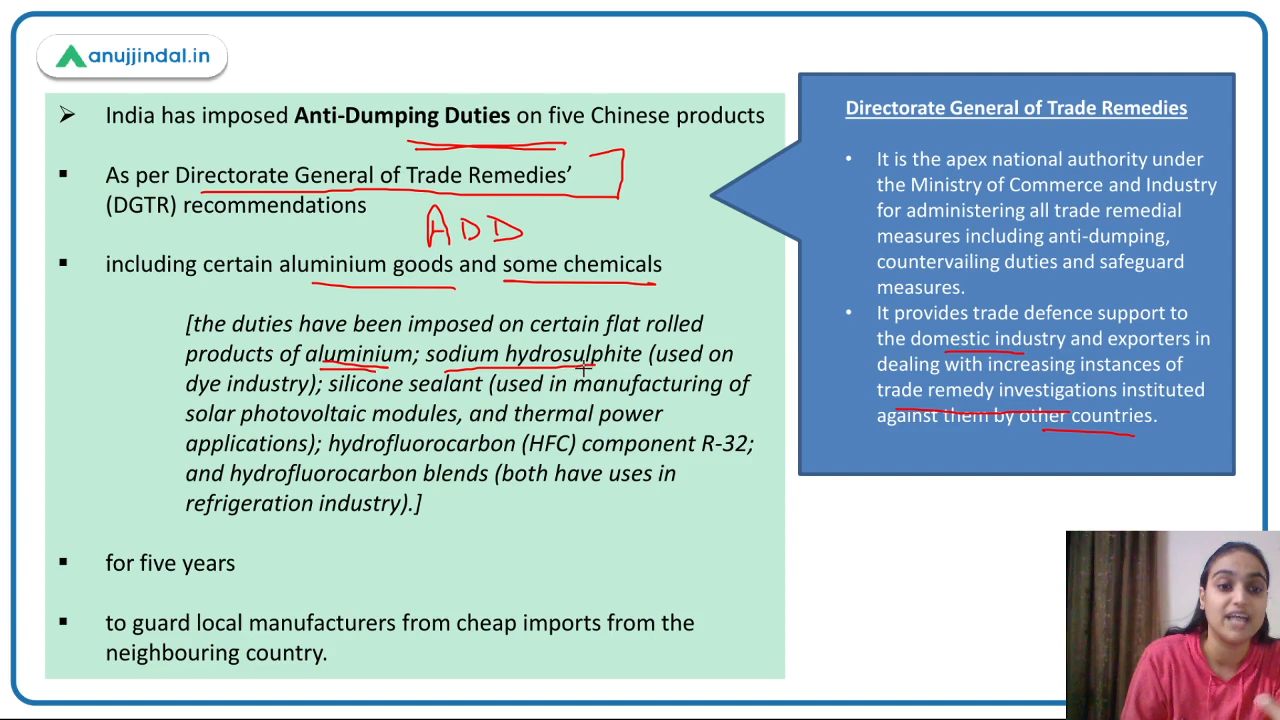 anujjindal.in
➢ India has imposed Anti-Dumping Duties on five Chinese products
▪ As per Directorate General of Trade Remedies’
(DGTR) recommendations
ADD
▪ including certain aluminium goods and some chemicals
[the duties have been imposed on certain flat rolled
products of aluminium; sodium hydrosulphite (used on
dye industry); silicone sealant (used in manufacturing of
solar photovoltaic modules, and thermal power
applications); hydrofluorocarbon (HFC) component R-32;
and hydrofluorocarbon blends (both have uses in
refrigeration industry).]
▪ for five years
▪ to guard local manufacturers from cheap imports from the
neighbouring country.
Directorate General of Trade Remedies
• It is the apex national authority under
the Ministry of Commerce and Industry
for administering all trade remedial
measures including anti-dumping,
countervailing duties and safeguard
measures.
• It provides trade defence support to
the domestic industry and exporters in
dealing with increasing instances of
trade remedy investigations instituted
against them by other countries.